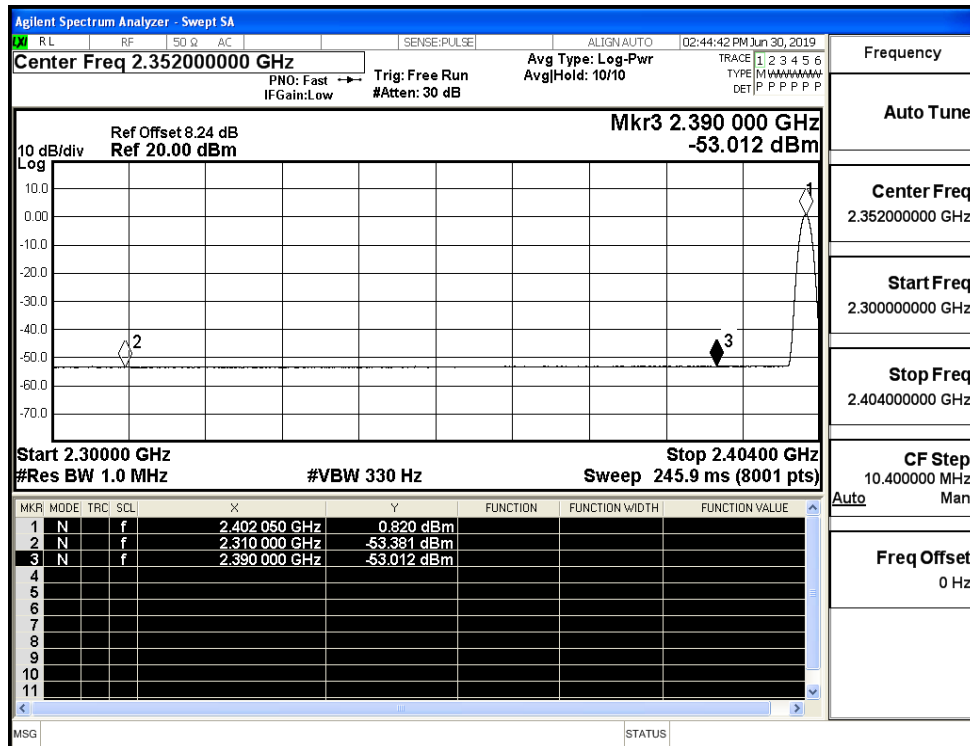 Agilent Spectrum Analyzer - Swept SA
LXI RL RF 50 Ω AC SENSE:PULSE ALIGN AUTO 02:44:42 PM Jun 30, 2019
Center Freq 2.352000000 GHz
PNO: Fast
IFGain:Low
Trig: Free Run
#Atten: 30 dB
Avg Type: Log-Pwr
Avg|Hold: 10/10
TRACE 1 2 3 4 5 6
TYPE M WWWWW
DET P P P P P P
Ref Offset 8.24 dB
10 dB/div Ref 20.00 dBm
Log
Mkr3 2.390 000 GHz
-53.012 dBm
10.0
0.00
-10.0
-20.0
-30.0
-40.0
-50.0
-60.0
-70.0
1
2
3
Start 2.30000 GHz Stop 2.40400 GHz
#Res BW 1.0 MHz #VBW 330 Hz Sweep 245.9 ms (8001 pts)
MKR MODE TRC SCL X Y FUNCTION FUNCTION WIDTH FUNCTION VALUE
1 N f 2.402 050 GHz 0.820 dBm
2 N f 2.310 000 GHz -53.381 dBm
3 N f 2.390 000 GHz -53.012 dBm
4
5
6
7
8
9
10
11
MSG STATUS
Frequency
Auto Tune
Center Freq
2.352000000 GHz
Start Freq
2.300000000 GHz
Stop Freq
2.404000000 GHz
CF Step
10.400000 MHz
Auto Man
Freq Offset
0 Hz